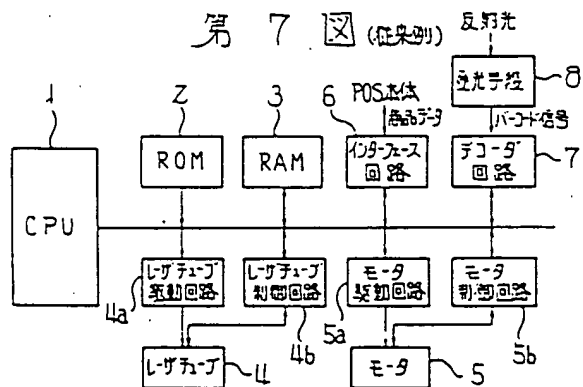 第7図(従来例)
反射光
1
2
3
6
POS本体
商品データ
受光手段
8
バーコード信号
CPU
ROM
RAM
インターフェース
回路
デコーダ
回路
7
レーザチューブ
駆動回路
4a
レーザチューブ
制御回路
4b
モータ
駆動回路
5a
モータ
制御回路
5b
レーザチューブ
4
モータ
5